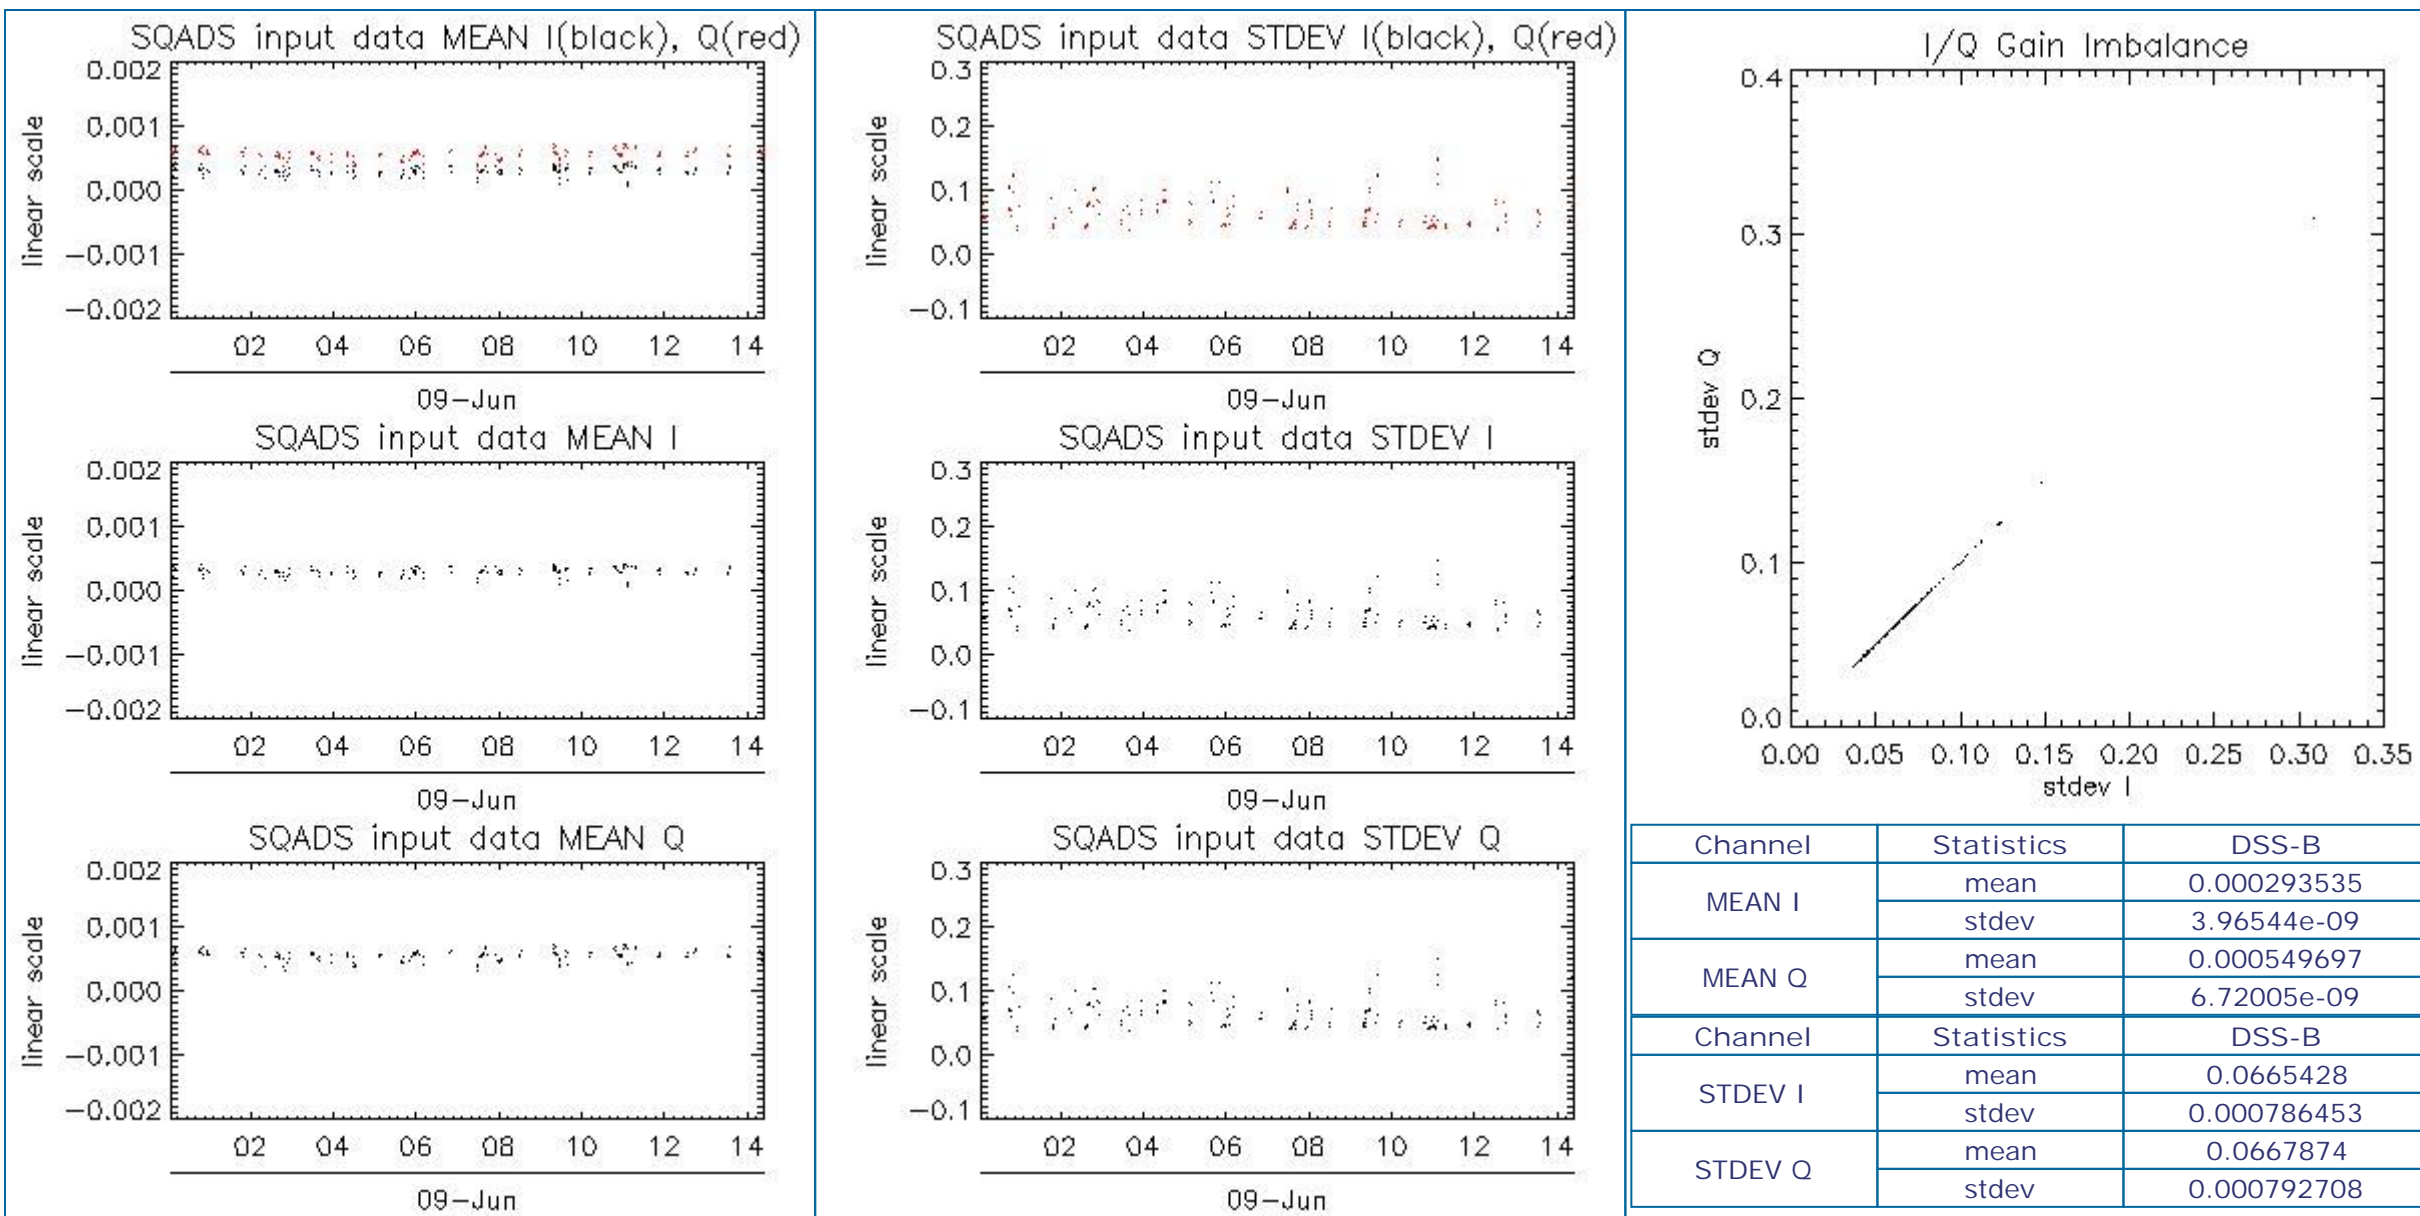 SQADS input data MEAN I(black), Q(red)
0.002
0.001
0.000
−0.001
−0.002
linear scale
02 04 06 08 10 12 14
09−Jun
SQADS input data MEAN I
0.002
0.001
0.000
−0.001
−0.002
linear scale
02 04 06 08 10 12 14
09−Jun
SQADS input data MEAN Q
0.002
0.001
0.000
−0.001
−0.002
linear scale
02 04 06 08 10 12 14
09−Jun
SQADS input data STDEV I(black), Q(red)
0.3
0.2
0.1
0.0
−0.1
linear scale
02 04 06 08 10 12 14
09−Jun
SQADS input data STDEV I
0.3
0.2
0.1
0.0
−0.1
linear scale
02 04 06 08 10 12 14
09−Jun
SQADS input data STDEV Q
0.3
0.2
0.1
0.0
−0.1
linear scale
02 04 06 08 10 12 14
09−Jun
I/Q Gain Imbalance
0.4
0.3
0.2
0.1
0.0
stdev Q
0.00 0.05 0.10 0.15 0.20 0.25 0.30 0.35
stdev I
Channel Statistics DSS-B
MEAN I mean 0.000293535
stdev 3.96544e-09
MEAN Q mean 0.000549697
stdev 6.72005e-09
Channel Statistics DSS-B
STDEV I mean 0.0665428
stdev 0.000786453
STDEV Q mean 0.0667874
stdev 0.000792708